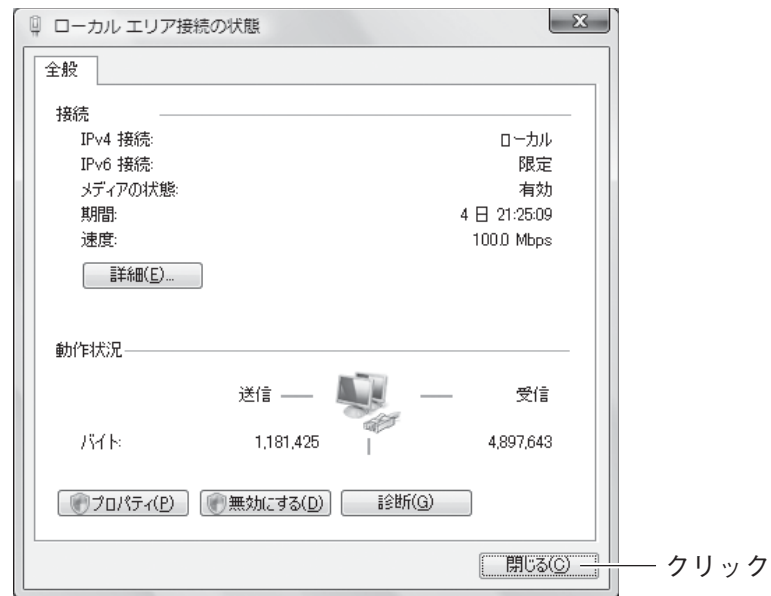 ローカル エリア接続の状態
全般
接続
IPv4 接続: ローカル
IPv6 接続: 限定
メディアの状態: 有効
期間: 4 日 21:25:09
速度: 100.0 Mbps
詳細(E)...
動作状況
送信 受信
バイト: 1,181,425 4,897,643
プロパティ(P) 無効にする(D) 診断(G)
閉じる(C) クリック